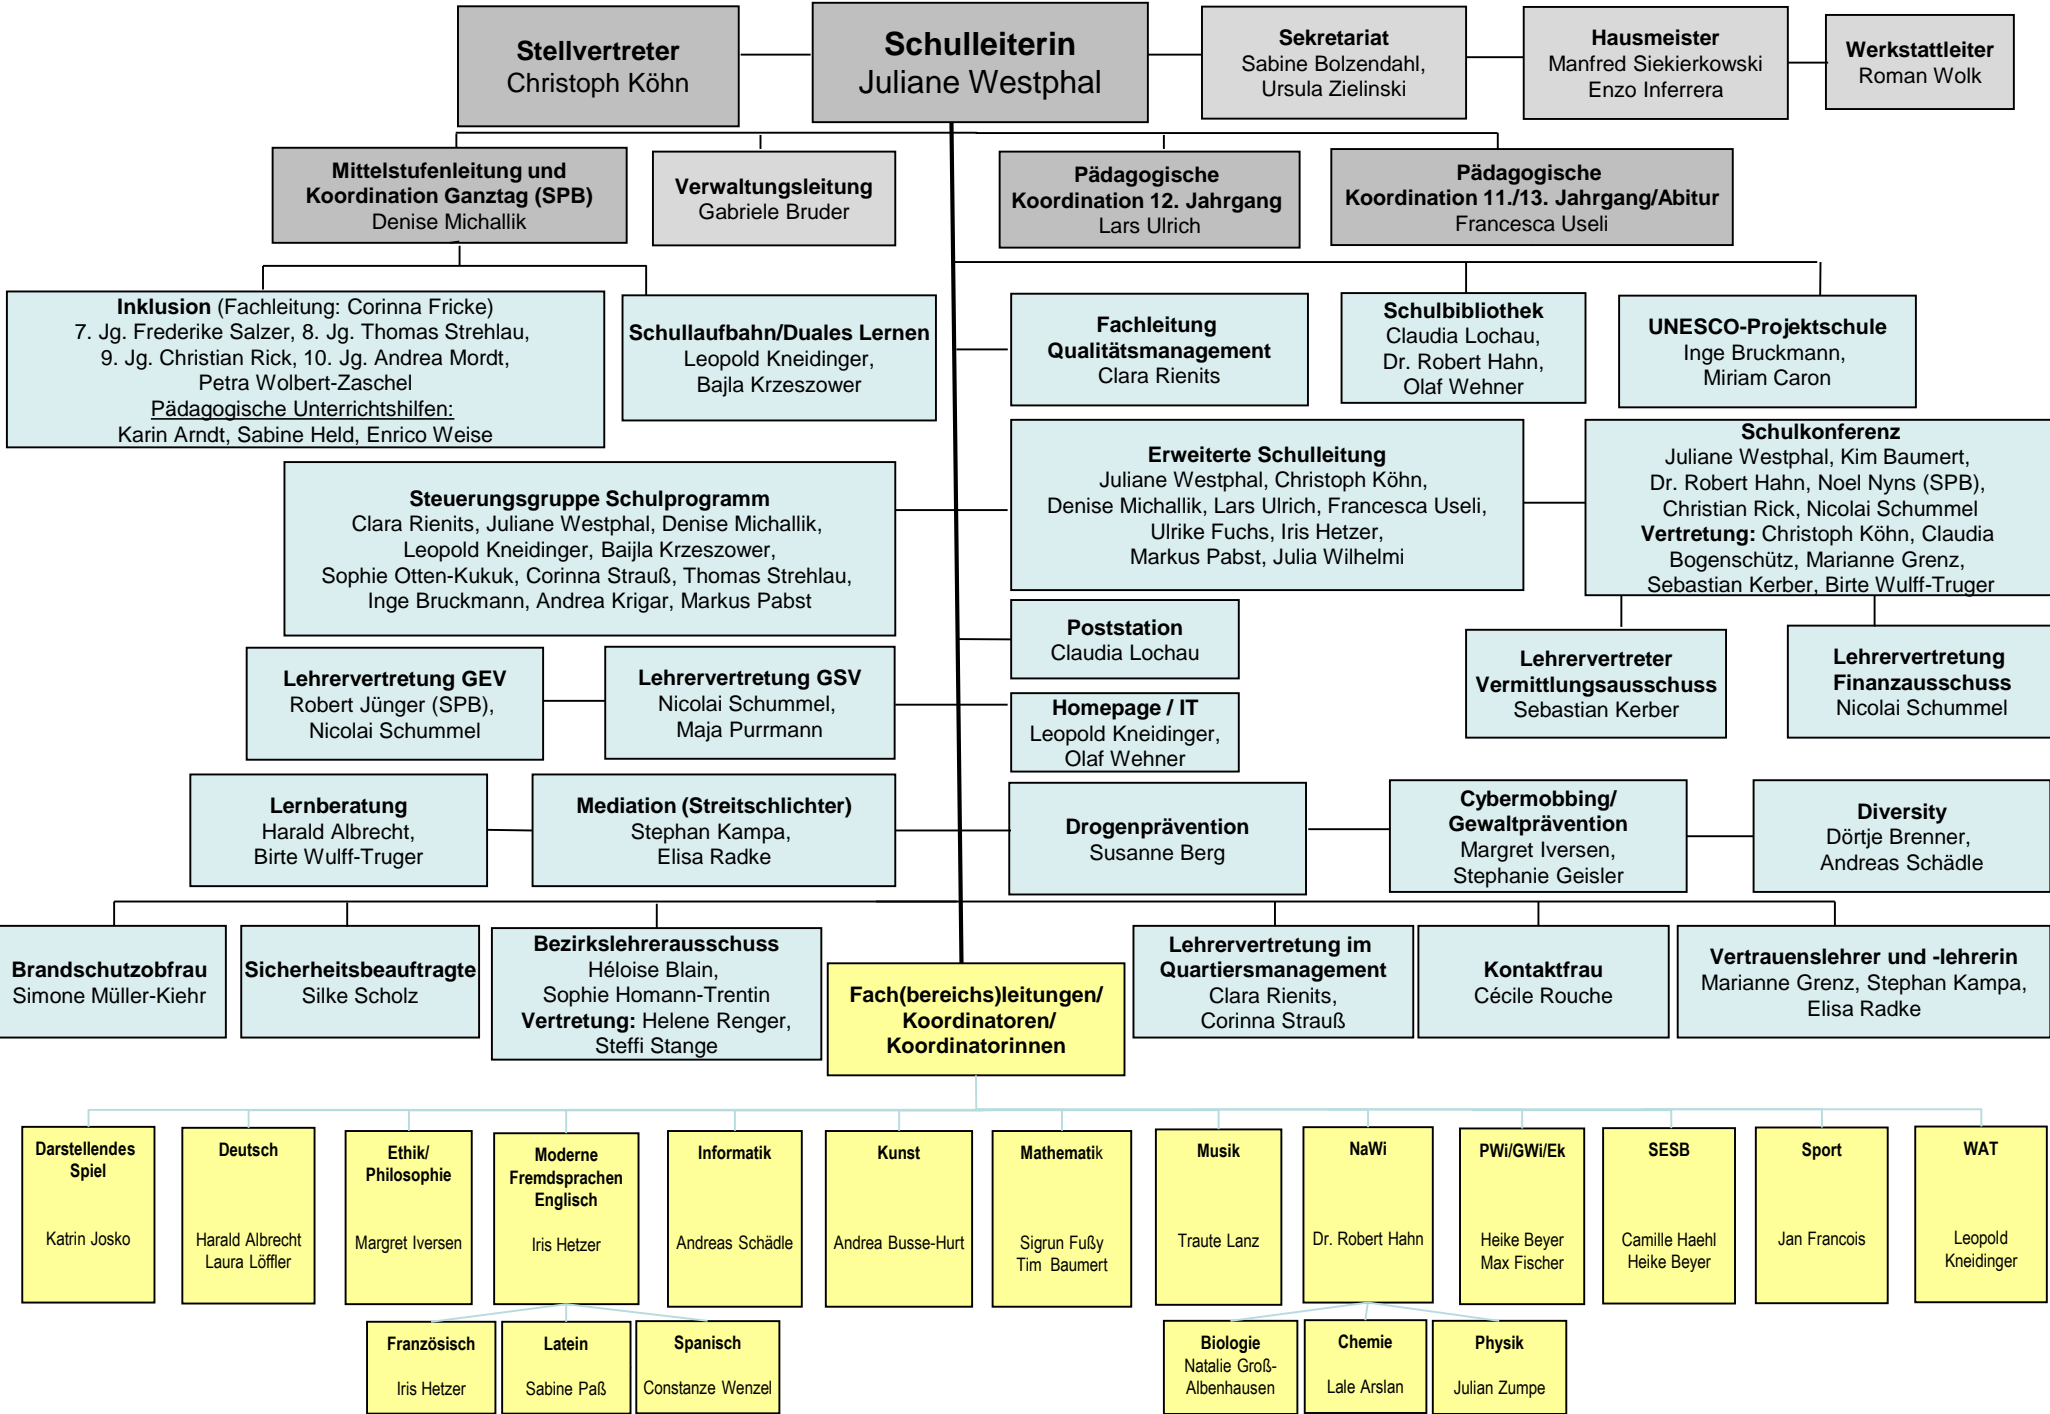 Stellvertreter
Christoph Köhn
Schulleiterin
Juliane Westphal
Sekretariat
Sabine Bolzendahl,
Ursula Zielinski
Hausmeister
Manfred Siekierkowski
Enzo Inferrera
Werkstattleiter
Roman Wolk
Mittelstufenleitung und
Koordination Ganztag (SPB)
Denise Michallik
Verwaltungsleitung
Gabriele Bruder
Pädagogische
Koordination 12. Jahrgang
Lars Ulrich
Pädagogische
Koordination 11./13. Jahrgang/Abitur
Francesca Useli
Inklusion (Fachleitung: Corinna Fricke)
7. Jg. Frederike Salzer, 8. Jg. Thomas Strehlau,
9. Jg. Christian Rick, 10. Jg. Andrea Mordt,
Petra Wolbert-Zaschel
Pädagogische Unterrichtshilfen:
Karin Arndt, Sabine Held, Enrico Weise
Schullaufbahn/Duales Lernen
Leopold Kneidinger,
Bajla Krzeszower
Fachleitung
Qualitätsmanagement
Clara Rienits
Schulbibliothek
Claudia Lochau,
Dr. Robert Hahn,
Olaf Wehner
UNESCO-Projektschule
Inge Bruckmann,
Miriam Caron
Steuerungsgruppe Schulprogramm
Clara Rienits, Juliane Westphal, Denise Michallik,
Leopold Kneidinger, Baijla Krzeszower,
Sophie Otten-Kukuk, Corinna Strauß, Thomas Strehlau,
Inge Bruckmann, Andrea Krigar, Markus Pabst
Erweiterte Schulleitung
Juliane Westphal, Christoph Köhn,
Denise Michallik, Lars Ulrich, Francesca Useli,
Ulrike Fuchs, Iris Hetzer,
Markus Pabst, Julia Wilhelmi
Schulkonferenz
Juliane Westphal, Kim Baumert,
Dr. Robert Hahn, Noel Nyns (SPB),
Christian Rick, Nicolai Schummel
Vertretung: Christoph Köhn, Claudia
Bogenschütz, Marianne Grenz,
Sebastian Kerber, Birte Wulff-Truger
Poststation
Claudia Lochau
Lehrervertreter
Vermittlungsausschuss
Sebastian Kerber
Lehrervertretung
Finanzausschuss
Nicolai Schummel
Lehrervertretung GEV
Robert Jünger (SPB),
Nicolai Schummel
Lehrervertretung GSV
Nicolai Schummel,
Maja Purrmann
Homepage / IT
Leopold Kneidinger,
Olaf Wehner
Lernberatung
Harald Albrecht,
Birte Wulff-Truger
Mediation (Streitschlichter)
Stephan Kampa,
Elisa Radke
Drogenprävention
Susanne Berg
Cybermobbing/
Gewaltprävention
Margret Iversen,
Stephanie Geisler
Diversity
Dörtje Brenner,
Andreas Schädle
Brandschutzobfrau
Simone Müller-Kiehr
Sicherheitsbeauftragte
Silke Scholz
Bezirkslehrerausschuss
Héloise Blain,
Sophie Homann-Trentin
Vertretung: Helene Renger,
Steffi Stange
Fach(bereichs)leitungen/
Koordinatoren/
Koordinatorinnen
Lehrervertretung im
Quartiersmanagement
Clara Rienits,
Corinna Strauß
Kontaktfrau
Cécile Rouche
Vertrauenslehrer und -lehrerin
Marianne Grenz, Stephan Kampa,
Elisa Radke
Darstellendes
Spiel
Katrin Josko
Deutsch
Harald Albrecht
Laura Löffler
Ethik/
Philosophie
Margret Iversen
Moderne
Fremdsprachen
Englisch
Iris Hetzer
Informatik
Andreas Schädle
Kunst
Andrea Busse-Hurt
Mathematik
Sigrun Fußy
Tim Baumert
Musik
Traute Lanz
NaWi
Dr. Robert Hahn
PWi/GWi/Ek
Heike Beyer
Max Fischer
SESB
Camille Haehl
Heike Beyer
Sport
Jan Francois
WAT
Leopold
Kneidinger
Französisch
Iris Hetzer
Latein
Sabine Paß
Spanisch
Constanze Wenzel
Biologie
Natalie Groß-
Albenhausen
Chemie
Lale Arslan
Physik
Julian Zumpe